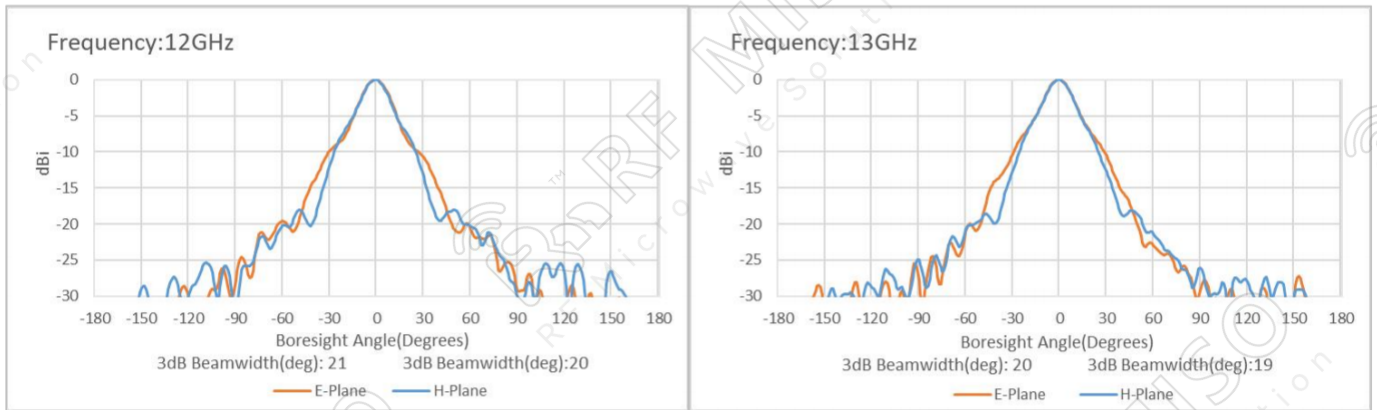 Frequency:12GHz
0
-5
-10
-15
-20
-25
-30
dBi
-180 -150 -120 -90 -60 -30 0 30 60 90 120 150 180
Boresight Angle(Degrees)
3dB Beamwidth(deg): 21 3dB Beamwidth(deg):20
E-Plane H-Plane
Frequency:13GHz
0
-5
-10
-15
-20
-25
-30
dBi
-180 -150 -120 -90 -60 -30 0 30 60 90 120 150 180
Boresight Angle(Degrees)
3dB Beamwidth(deg): 20 3dB Beamwidth(deg):19
E-Plane H-Plane